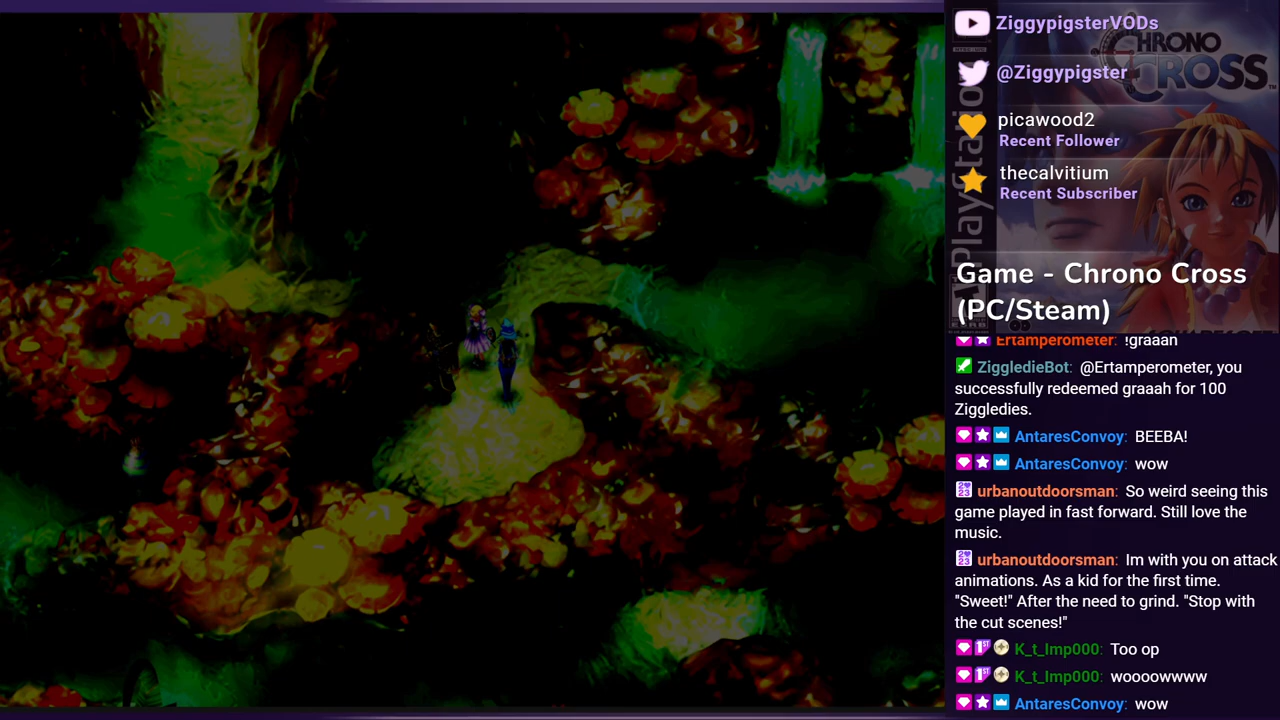 ZiggypigsterVODs
@Ziggypigster
picawood2
Recent Follower
thecalvitium
Recent Subscriber
CHRONO
CROSS
PlayStation
Game - Chrono Cross
(PC/Steam)
Ertamperometer: !graaah
ZiggledieBot: @Ertamperometer, you
successfully redeemed graaah for 100
Ziggledies.
AntaresConvoy: BEEBA!
AntaresConvoy: wow
urbanoutdoorsman: So weird seeing this
game played in fast forward. Still love the
music.
urbanoutdoorsman: Im with you on attack
animations. As a kid for the first time.
"Sweet!" After the need to grind. "Stop with
the cut scenes!"
K_t_Imp000: Too op
K_t_Imp000: woooowwww
AntaresConvoy: wow